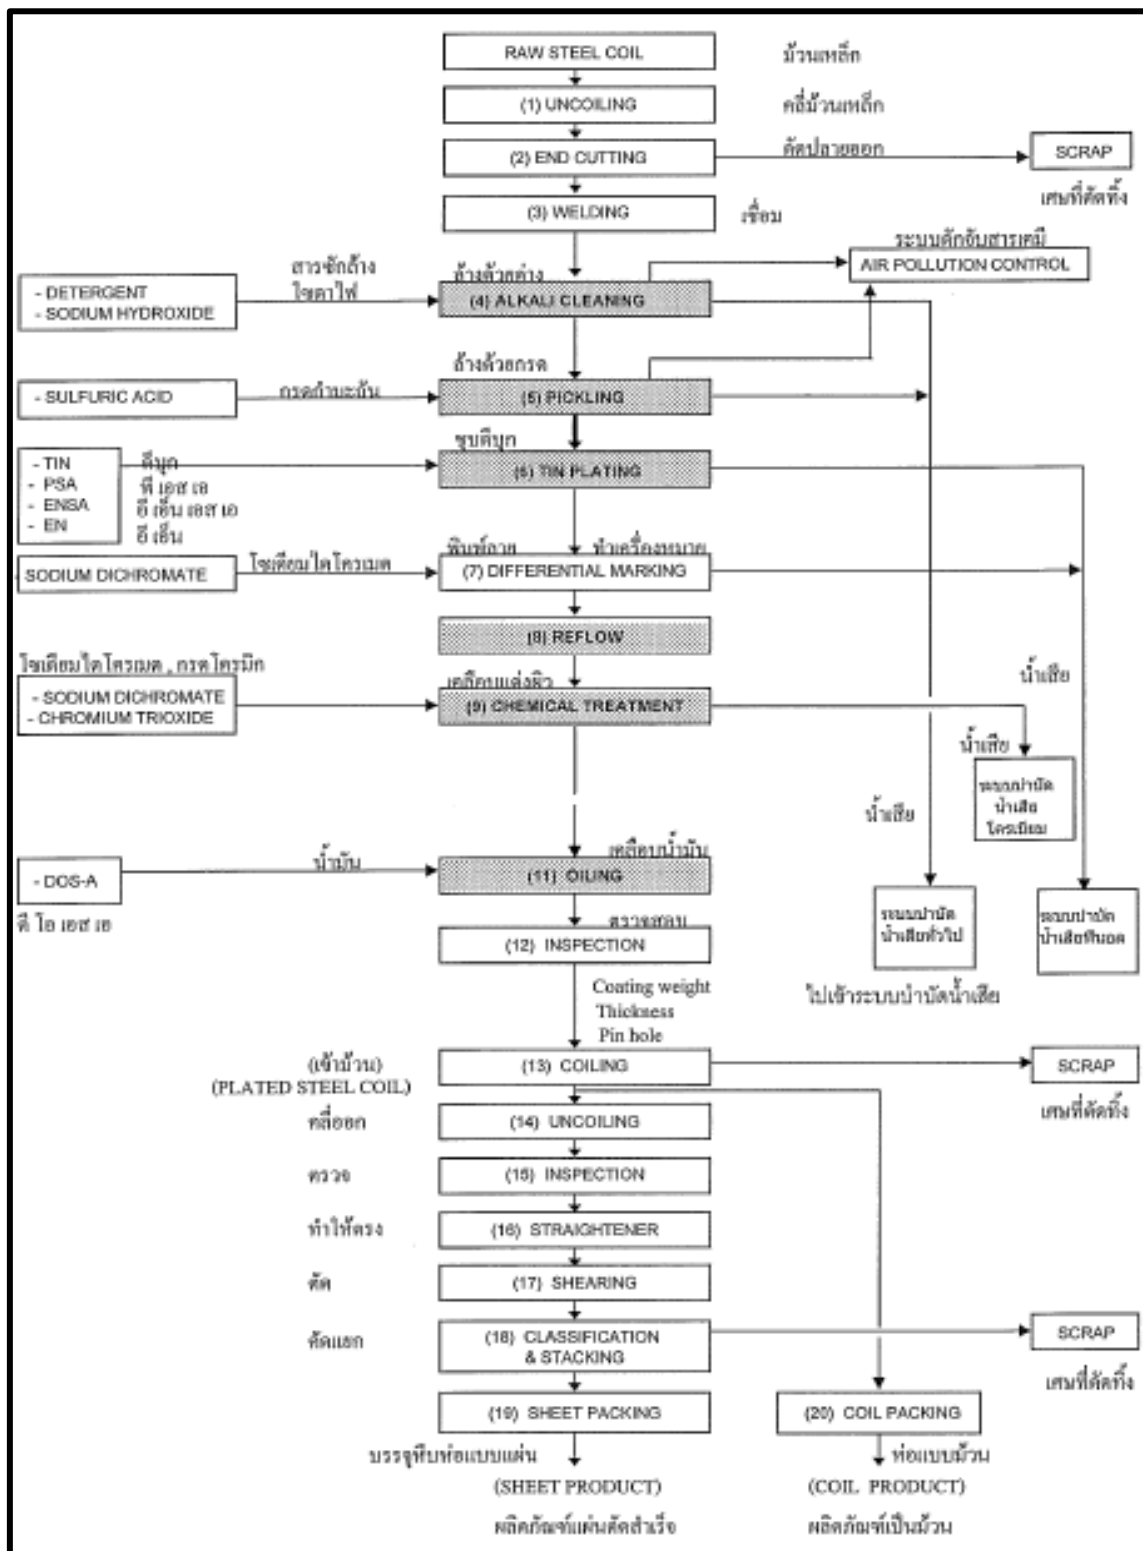 RAW STEEL COIL
ม้วนเหล็ก
(1) UNCOILING
คลี่ม้วนเหล็ก
(2) END CUTTING
ตัดปลายออก
SCRAP
เศษที่ตัดทิ้ง
(3) WELDING
เชื่อม
ระบบดักจับสารเคมี
AIR POLLUTION CONTROL
สารซักล้าง
โซดาไฟ
ล้างด้วยด่าง
- DETERGENT
- SODIUM HYDROXIDE
(4) ALKALI CLEANING
ล้างด้วยกรด
- SULFURIC ACID
กรดกำมะถัน
(5) PICKLING
ชุบดีบุก
- TIN
- PSA
- ENSA
- EN
ดีบุก
พี เอส เอ
อี เอ็น เอส เอ
อี เอ็น
(6) TIN PLATING
พิมพ์ลาย
ทำเครื่องหมาย
- SODIUM DICHROMATE
โซเดียมไดโครเมต
(7) DIFFERENTIAL MARKING
(8) REFLOW
โซเดียมไดโครเมต , กรดโครมิก
เคลือบแต่งผิว
- SODIUM DICHROMATE
- CHROMIUM TRIOXIDE
(9) CHEMICAL TREATMENT
น้ำเสีย
น้ำเสีย
ระบบบำบัด
น้ำเสีย
โครเมียม
น้ำเสีย
เคลือบน้ำมัน
- DOS-A
น้ำมัน
(11) OILING
ดี โอ เอส เอ
ตรวจสอบ
ระบบบำบัด
น้ำเสียทั่วไป
ระบบบำบัด
น้ำเสียฟีนอล
(12) INSPECTION
Coating weight
Thickness
Pin hole
ไปเข้าระบบบำบัดน้ำเสีย
(เข้าม้วน)
(PLATED STEEL COIL)
(13) COILING
SCRAP
เศษที่ตัดทิ้ง
คลี่ออก
(14) UNCOILING
ตรวจ
(15) INSPECTION
ทำให้ตรง
(16) STRAIGHTENER
ตัด
(17) SHEARING
คัดแยก
(18) CLASSIFICATION
& STACKING
SCRAP
เศษที่ตัดทิ้ง
(19) SHEET PACKING
(20) COIL PACKING
บรรจุหีบห่อแบบแผ่น
ห่อแบบม้วน
(SHEET PRODUCT)
(COIL PRODUCT)
ผลิตภัณฑ์แผ่นตัดสำเร็จ
ผลิตภัณฑ์เป็นม้วน